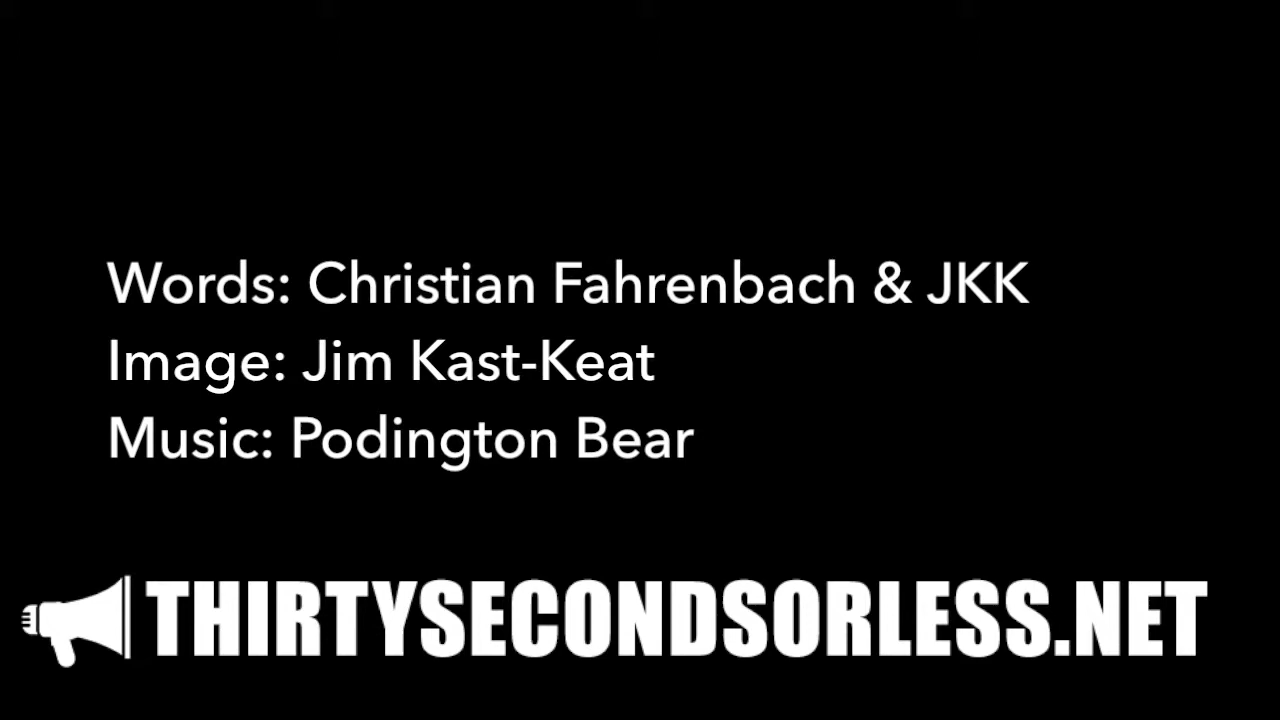 Words: Christian Fahrenbach & JKK
Image: Jim Kast-Keat
Music: Podington Bear
THIRTYSECONDSORLESS.NET